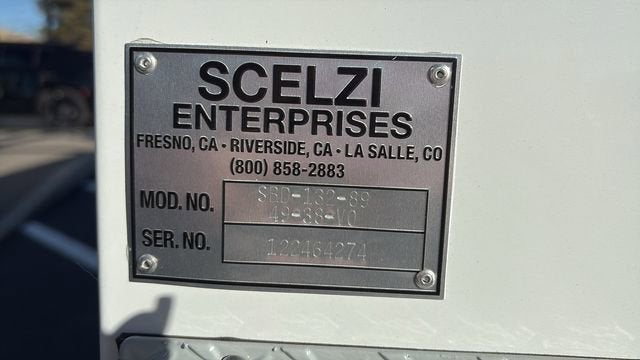 SCELZI
ENTERPRISES
FRESNO, CA • RIVERSIDE, CA • LA SALLE, CO
(800) 858-2883
MOD. NO. SBD-132-89
49-38-VO
SER. NO. 122464274